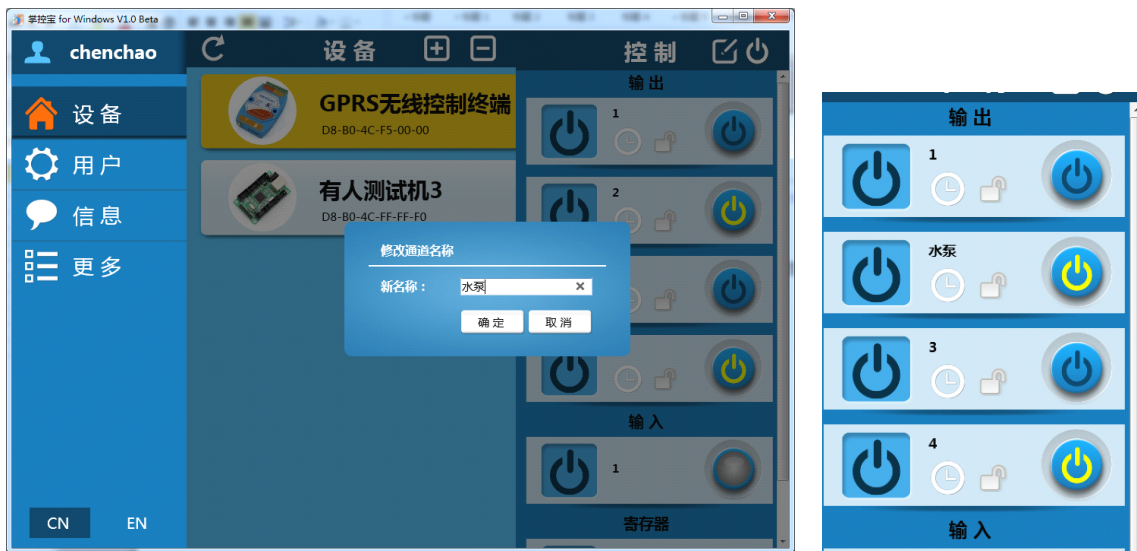 掌控宝 for Windows V1.0 Beta
chenchao
设备
用户
信息
更多
CN
EN
设备
GPRS无线控制终端
D8-B0-4C-F5-00-00
有人测试机3
D8-B0-4C-FF-FF-F0
控制
输出
1
2
修改通道名称
新名称：
水泵
确定
取消
输入
1
寄存器
输出
1
水泵
3
4
输入